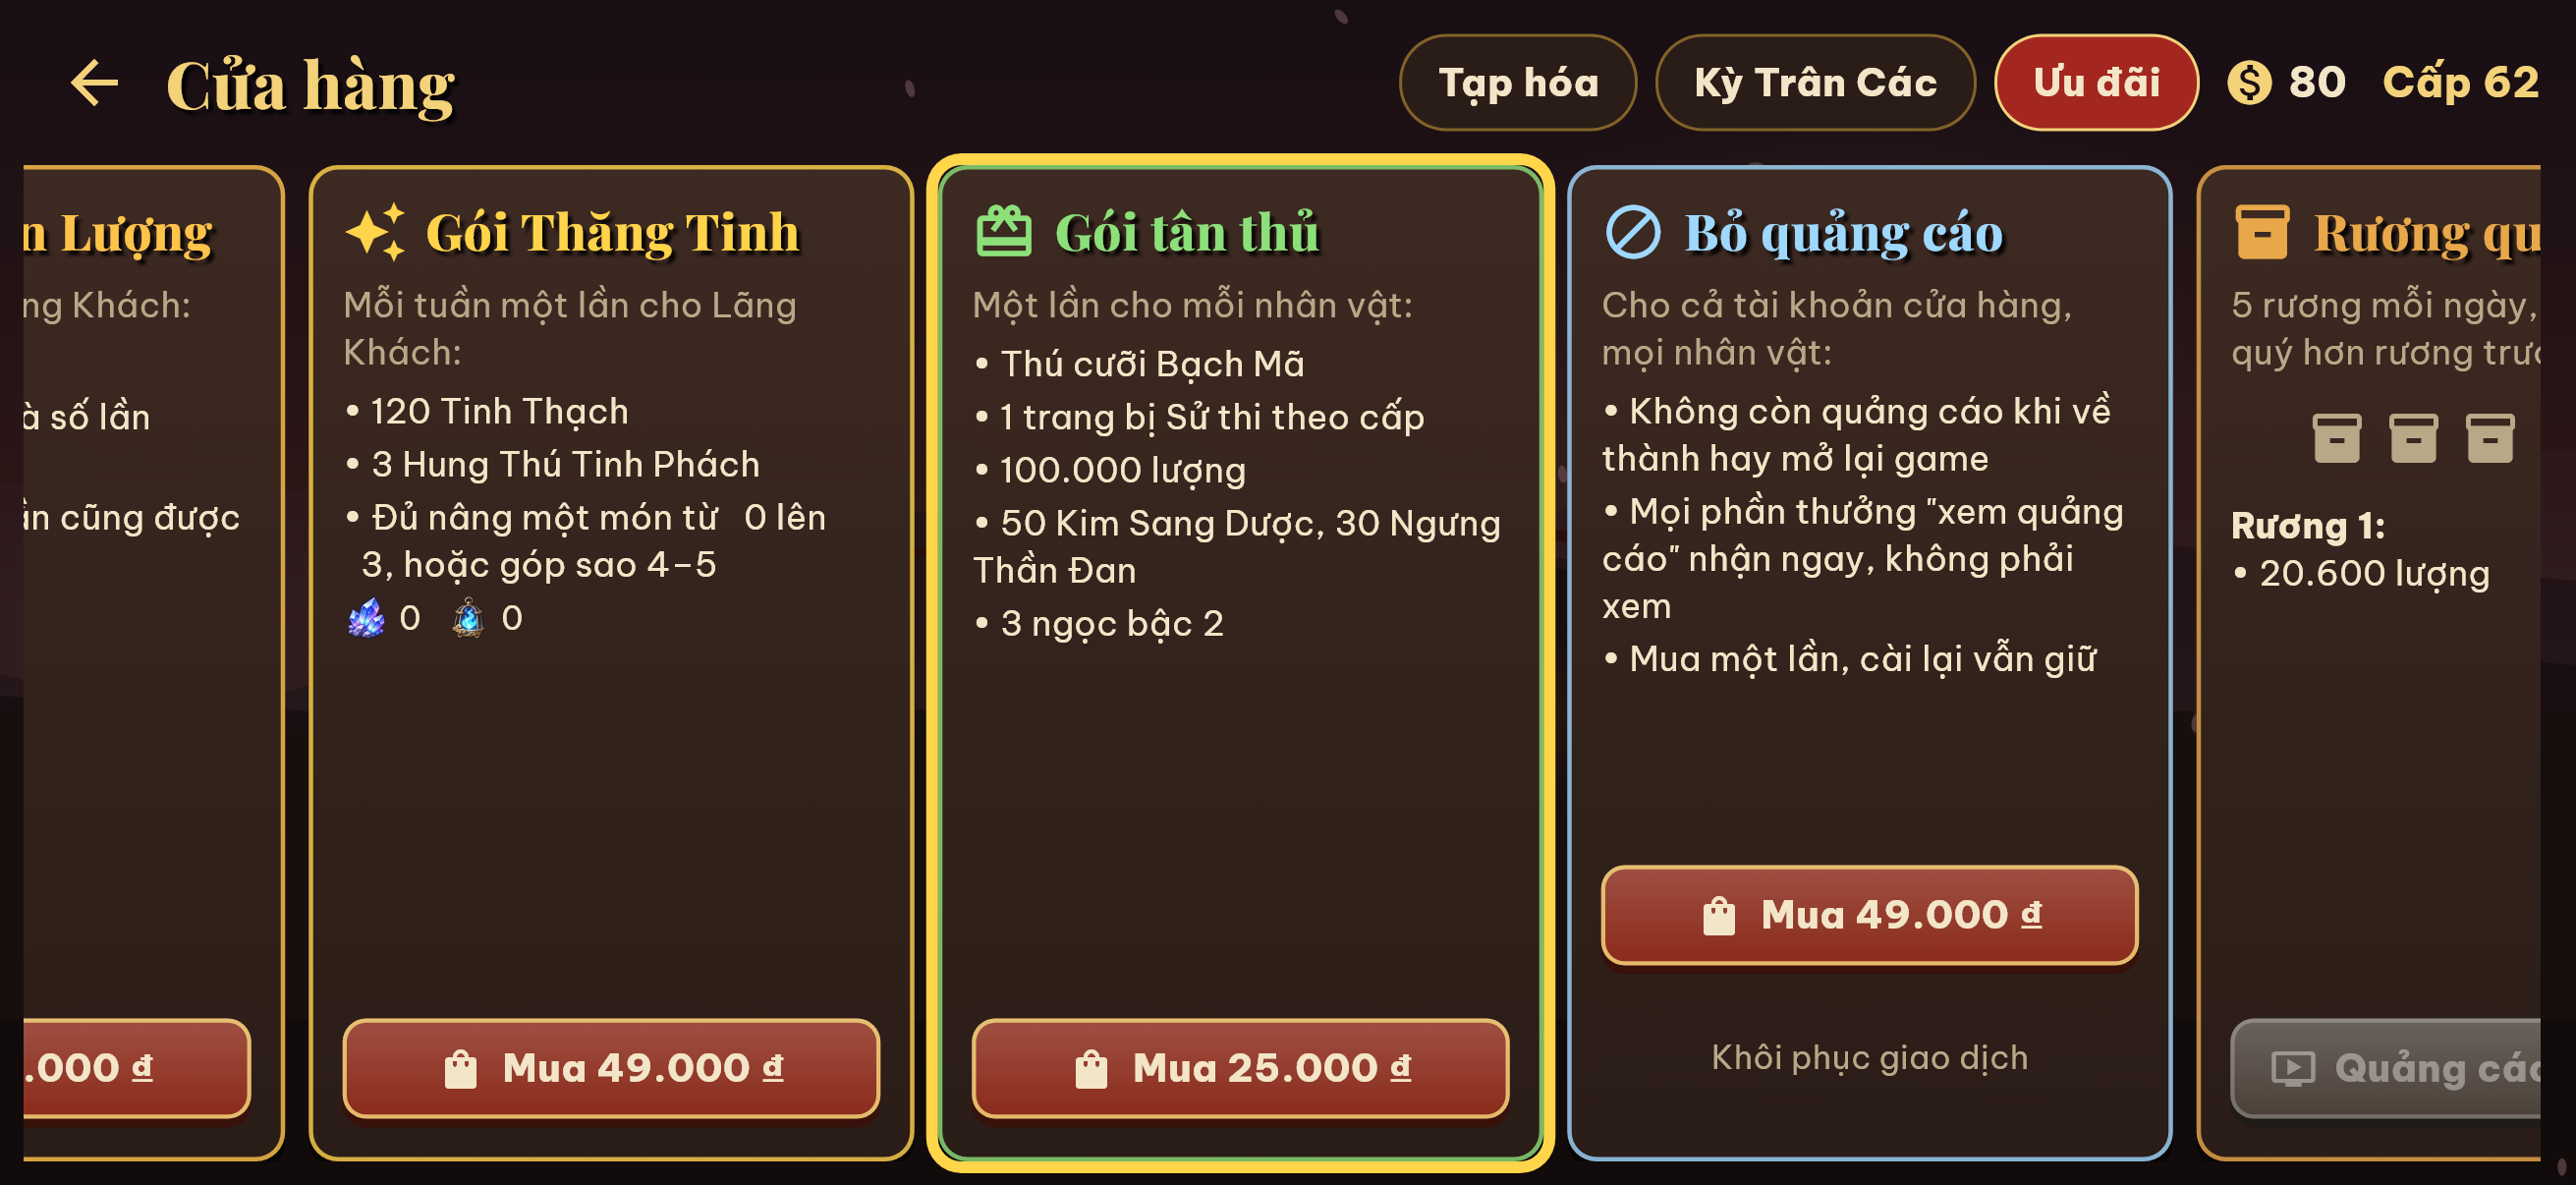 Cửa hàng
Tạp hóa
Kỳ Trân Các
Ưu đãi
80
Cấp 62
n Lượng
ng Khách:
à số lần
ần cũng được
.000 ₫
Gói Thăng Tinh
Mỗi tuần một lần cho Lãng
Khách:
• 120 Tinh Thạch
• 3 Hung Thú Tinh Phách
• Đủ nâng một món từ 0 lên
3, hoặc góp sao 4–5
0 0
Mua 49.000 ₫
Gói tân thủ
Một lần cho mỗi nhân vật:
• Thú cưỡi Bạch Mã
• 1 trang bị Sử thi theo cấp
• 100.000 lượng
• 50 Kim Sang Dược, 30 Ngưng
Thần Đan
• 3 ngọc bậc 2
Mua 25.000 ₫
Bỏ quảng cáo
Cho cả tài khoản cửa hàng,
mọi nhân vật:
• Không còn quảng cáo khi về
thành hay mở lại game
• Mọi phần thưởng "xem quảng
cáo" nhận ngay, không phải
xem
• Mua một lần, cài lại vẫn giữ
Mua 49.000 ₫
Khôi phục giao dịch
Rương qu
5 rương mỗi ngày,
quý hơn rương trướ
Rương 1:
• 20.600 lượng
Quảng cáo